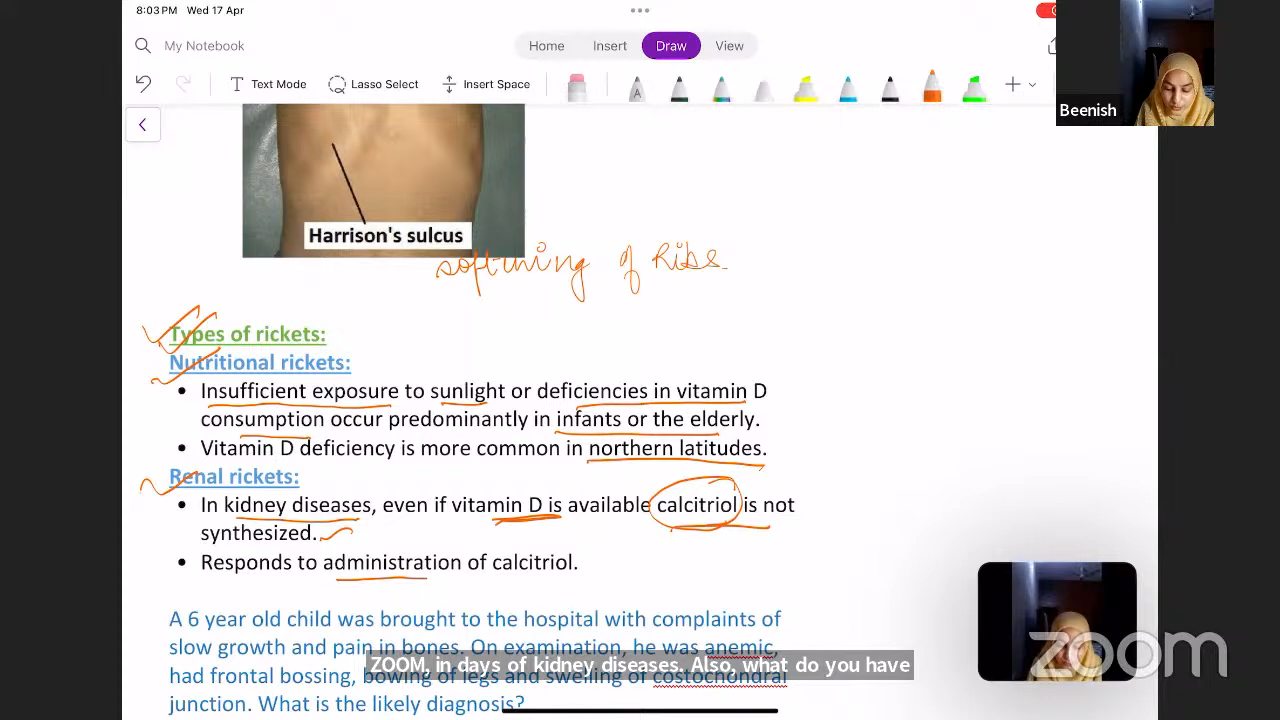 8:03 PM Wed 17 Apr
My Notebook
Home Insert Draw View
Text Mode Lasso Select Insert Space
Beenish
Harrison's sulcus
softining of Ribs
Types of rickets:
Nutritional rickets:
• Insufficient exposure to sunlight or deficiencies in vitamin D
consumption occur predominantly in infants or the elderly.
• Vitamin D deficiency is more common in northern latitudes.
Renal rickets:
• In kidney diseases, even if vitamin D is available calcitriol is not
synthesized.
• Responds to administration of calcitriol.
A 6 year old child was brought to the hospital with complaints of
slow growth and pain in bones. On examination, he was anemic,
ZOOM, in days of kidney diseases. Also, what do you have
had frontal bossing, bowing of legs and swelling of costochondral
junction. What is the likely diagnosis?
zoom